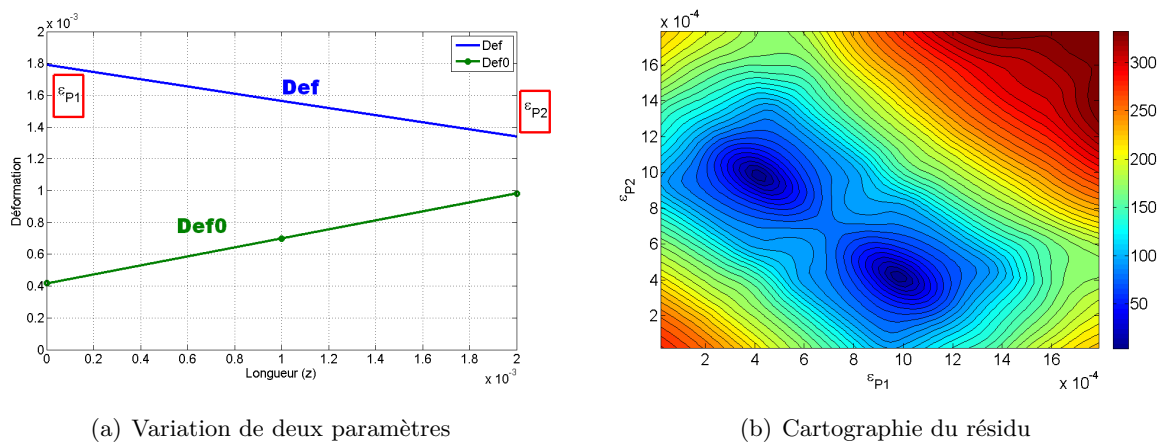 x 10⁻³
2
1.8
1.6
1.4
1.2
1
0.8
0.6
0.4
0.2
0
Déformation
Def
Def0
ε_P1
Def
ε_P2
Def0
0 0.2 0.4 0.6 0.8 1 1.2 1.4 1.6 1.8 2
Longueur (z)
x 10⁻³
(a) Variation de deux paramètres
x 10⁻⁴
16
14
12
10
8
6
4
2
ε_P2
2 4 6 8 10 12 14 16
ε_P1
x 10⁻⁴
300
250
200
150
100
50
(b) Cartographie du résidu